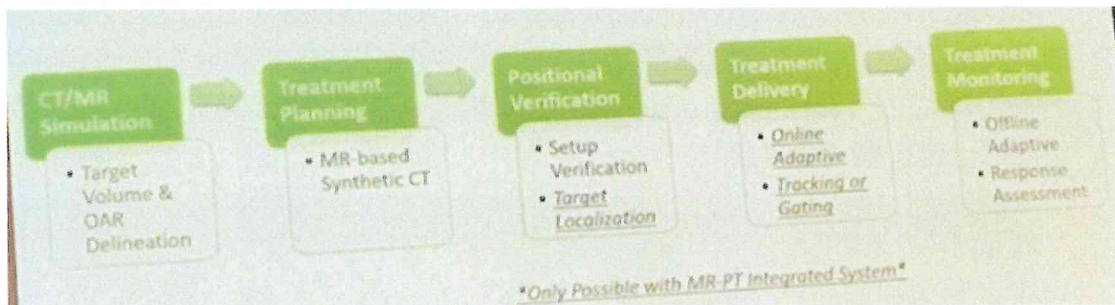 CT/MR
Simulation
• Target
Volume &
OAR
Delineation
Treatment
Planning
• MR-based
Synthetic CT
Positional
Verification
• Setup
Verification
• Target
Localization
Treatment
Delivery
• Online
Adaptive
• Tracking or
Gating
Treatment
Monitoring
• Offline
Adaptive
• Response
Assessment
*Only Possible with MR-PT Integrated System*